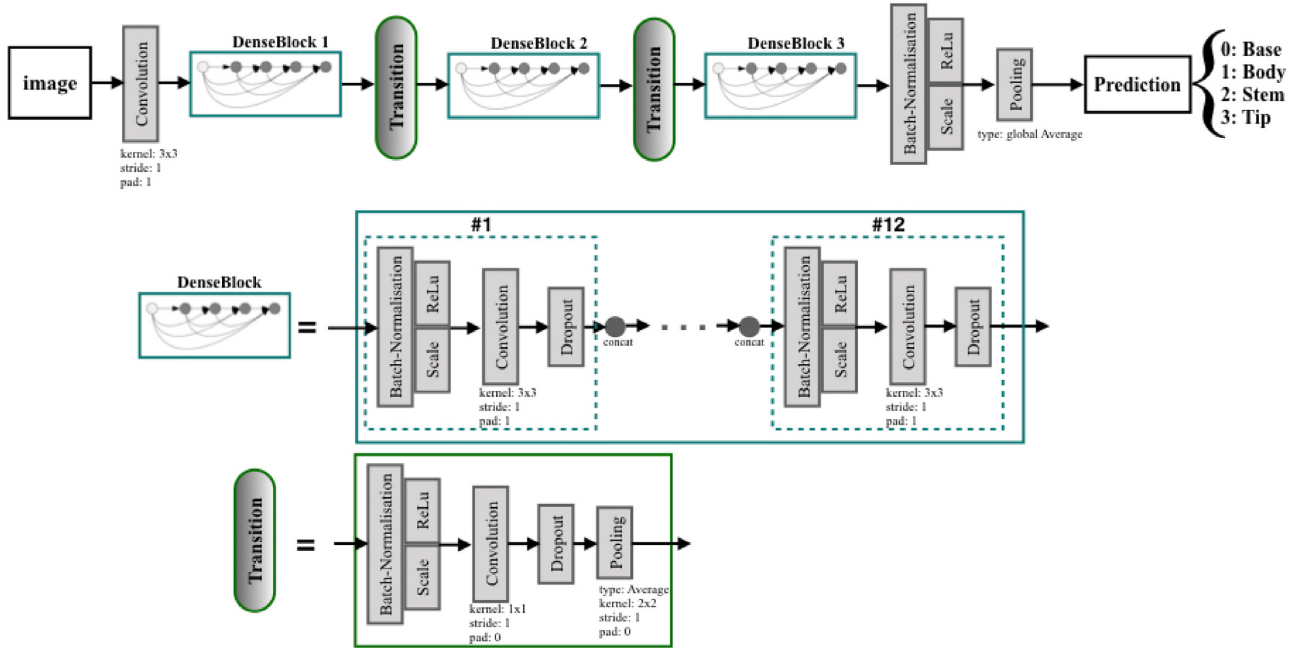 image
Convolution
kernel: 3x3
stride: 1
pad: 1
DenseBlock 1
Transition
DenseBlock 2
Transition
DenseBlock 3
Batch-Normalisation
ReLu
Scale
Pooling
type: global Average
Prediction
0: Base
1: Body
2: Stem
3: Tip
DenseBlock
=
#1
Batch-Normalisation
ReLu
Scale
Convolution
kernel: 3x3
stride: 1
pad: 1
Dropout
concat
. . .
concat
#12
Batch-Normalisation
ReLu
Scale
Convolution
kernel: 3x3
stride: 1
pad: 1
Dropout
Transition
=
Batch-Normalisation
ReLu
Scale
Convolution
kernel: 1x1
stride: 1
pad: 0
Dropout
Pooling
type: Average
kernel: 2x2
stride: 1
pad: 0